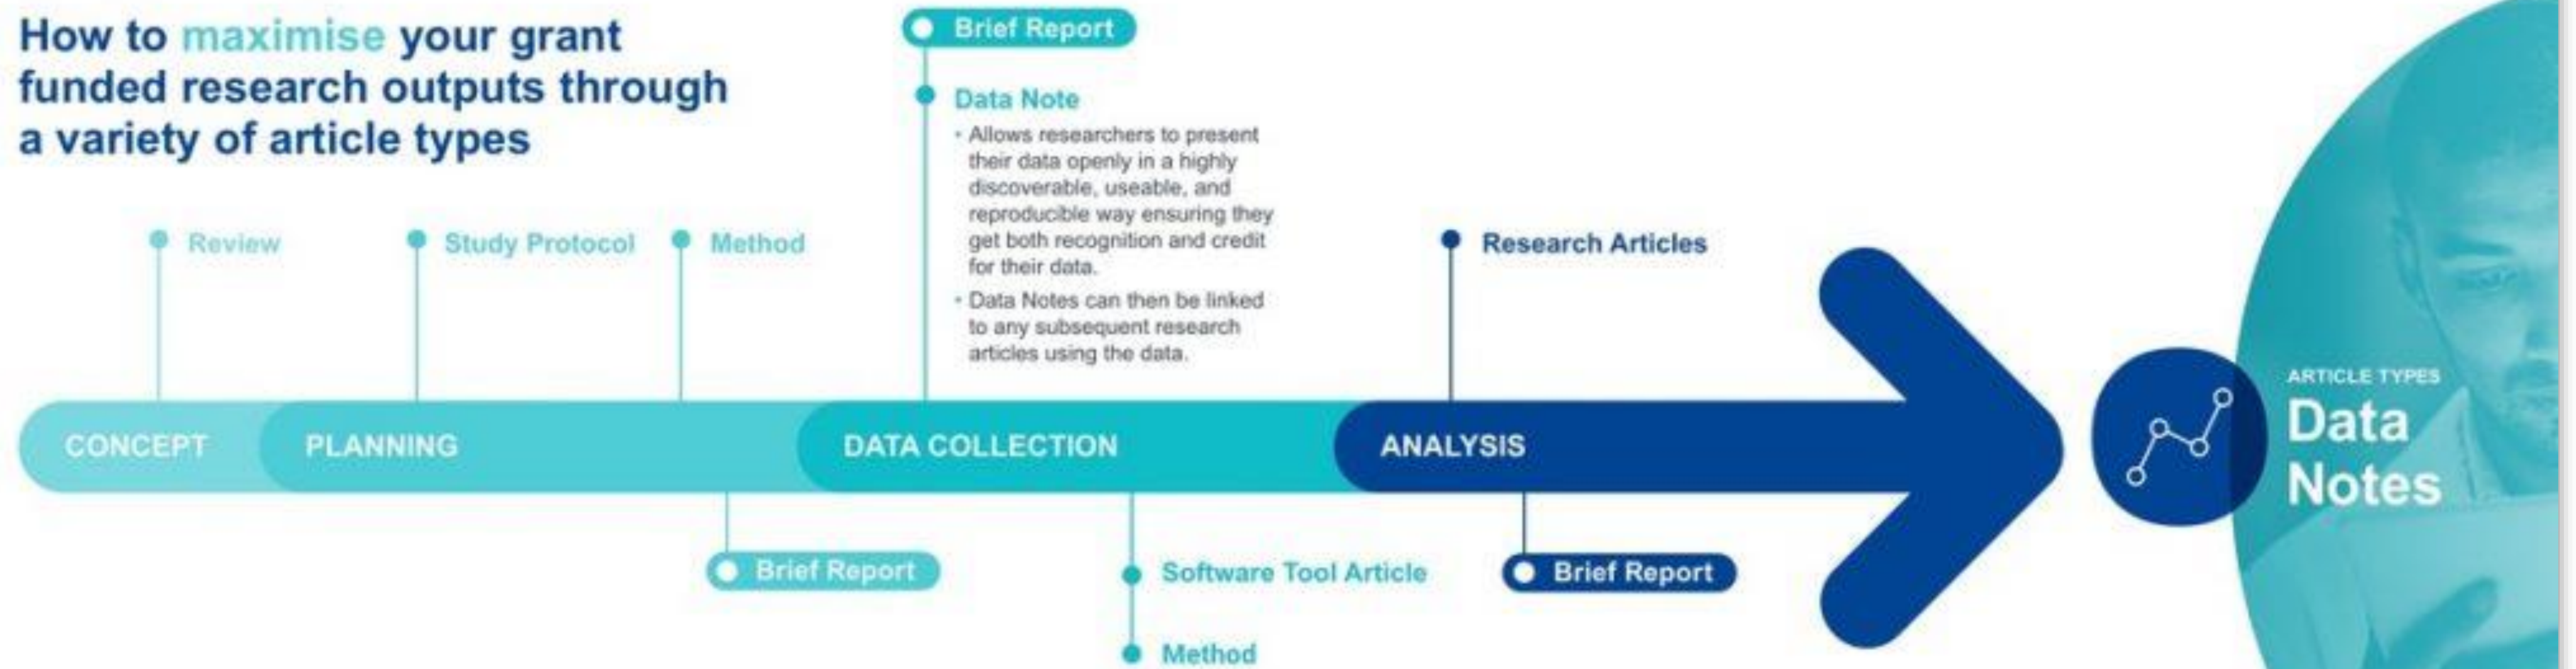 How to maximise your grant
funded research outputs through
a variety of article types
Brief Report
Data Note
• Allows researchers to present
their data openly in a highly
discoverable, useable, and
reproducible way ensuring they
get both recognition and credit
for their data.
• Data Notes can then be linked
to any subsequent research
articles using the data.
Review
Study Protocol
Method
Research Articles
CONCEPT
PLANNING
DATA COLLECTION
ANALYSIS
Brief Report
Software Tool Article
Method
Brief Report
ARTICLE TYPES
Data
Notes